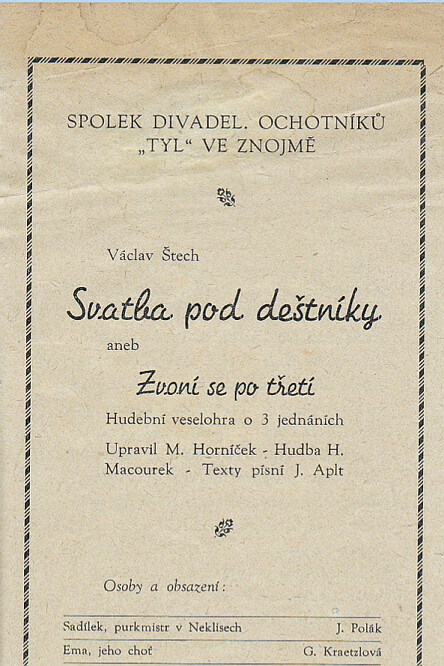 SPOLEK DIVADEL. OCHOTNÍKŮ
„TYL“ VE ZNOJMĚ
Václav Štech
Svatba pod deštníky
aneb
Zvoní se po třetí
Hudební veselohra o 3 jednáních
Upravil M. Horníček - Hudba H.
Macourek - Texty písní J. Aplt
Osoby a obsazení:
Sadílek, purkmistr v Neklisech J. Polák
Ema, jeho choť G. Kraetzlová